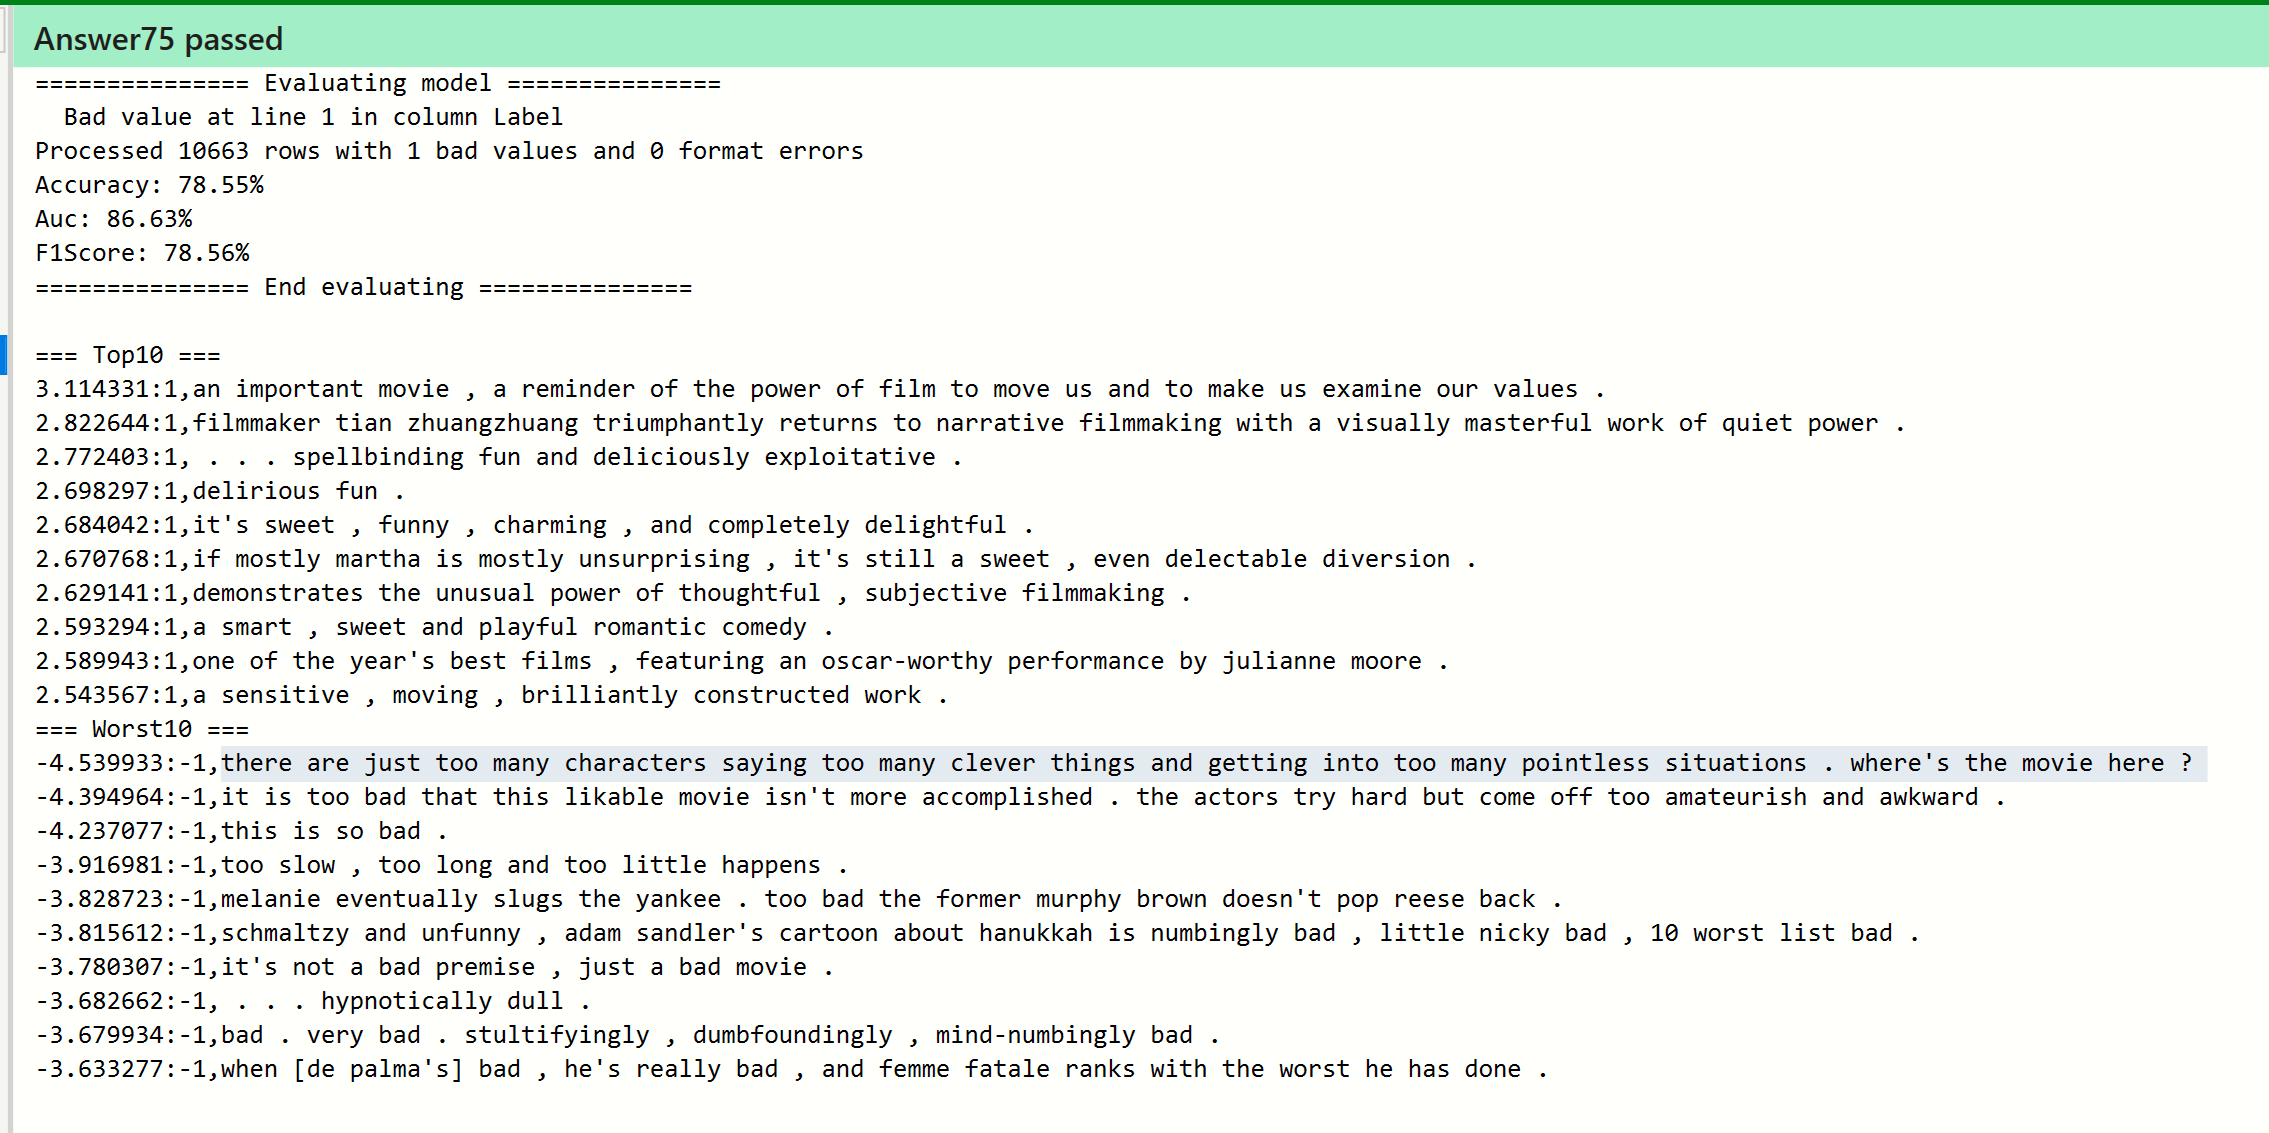 Answer75 passed
=============== Evaluating model ===============
  Bad value at line 1 in column Label
Processed 10663 rows with 1 bad values and 0 format errors
Accuracy: 78.55%
Auc: 86.63%
F1Score: 78.56%
=============== End evaluating ===============

=== Top10 ===
3.114331:1,an important movie , a reminder of the power of film to move us and to make us examine our values .
2.822644:1,filmmaker tian zhuangzhuang triumphantly returns to narrative filmmaking with a visually masterful work of quiet power .
2.772403:1, . . . spellbinding fun and deliciously exploitative .
2.698297:1,delirious fun .
2.684042:1,it's sweet , funny , charming , and completely delightful .
2.670768:1,if mostly martha is mostly unsurprising , it's still a sweet , even delectable diversion .
2.629141:1,demonstrates the unusual power of thoughtful , subjective filmmaking .
2.593294:1,a smart , sweet and playful romantic comedy .
2.589943:1,one of the year's best films , featuring an oscar-worthy performance by julianne moore .
2.543567:1,a sensitive , moving , brilliantly constructed work .
=== Worst10 ===
-4.539933:-1,there are just too many characters saying too many clever things and getting into too many pointless situations . where's the movie here ?
-4.394964:-1,it is too bad that this likable movie isn't more accomplished . the actors try hard but come off too amateurish and awkward .
-4.237077:-1,this is so bad .
-3.916981:-1,too slow , too long and too little happens .
-3.828723:-1,melanie eventually slugs the yankee . too bad the former murphy brown doesn't pop reese back .
-3.815612:-1,schmaltzy and unfunny , adam sandler's cartoon about hanukkah is numbingly bad , little nicky bad , 10 worst list bad .
-3.780307:-1,it's not a bad premise , just a bad movie .
-3.682662:-1, . . . hypnotically dull .
-3.679934:-1,bad . very bad . stultifyingly , dumbfoundingly , mind-numbingly bad .
-3.633277:-1,when [de palma's] bad , he's really bad , and femme fatale ranks with the worst he has done .